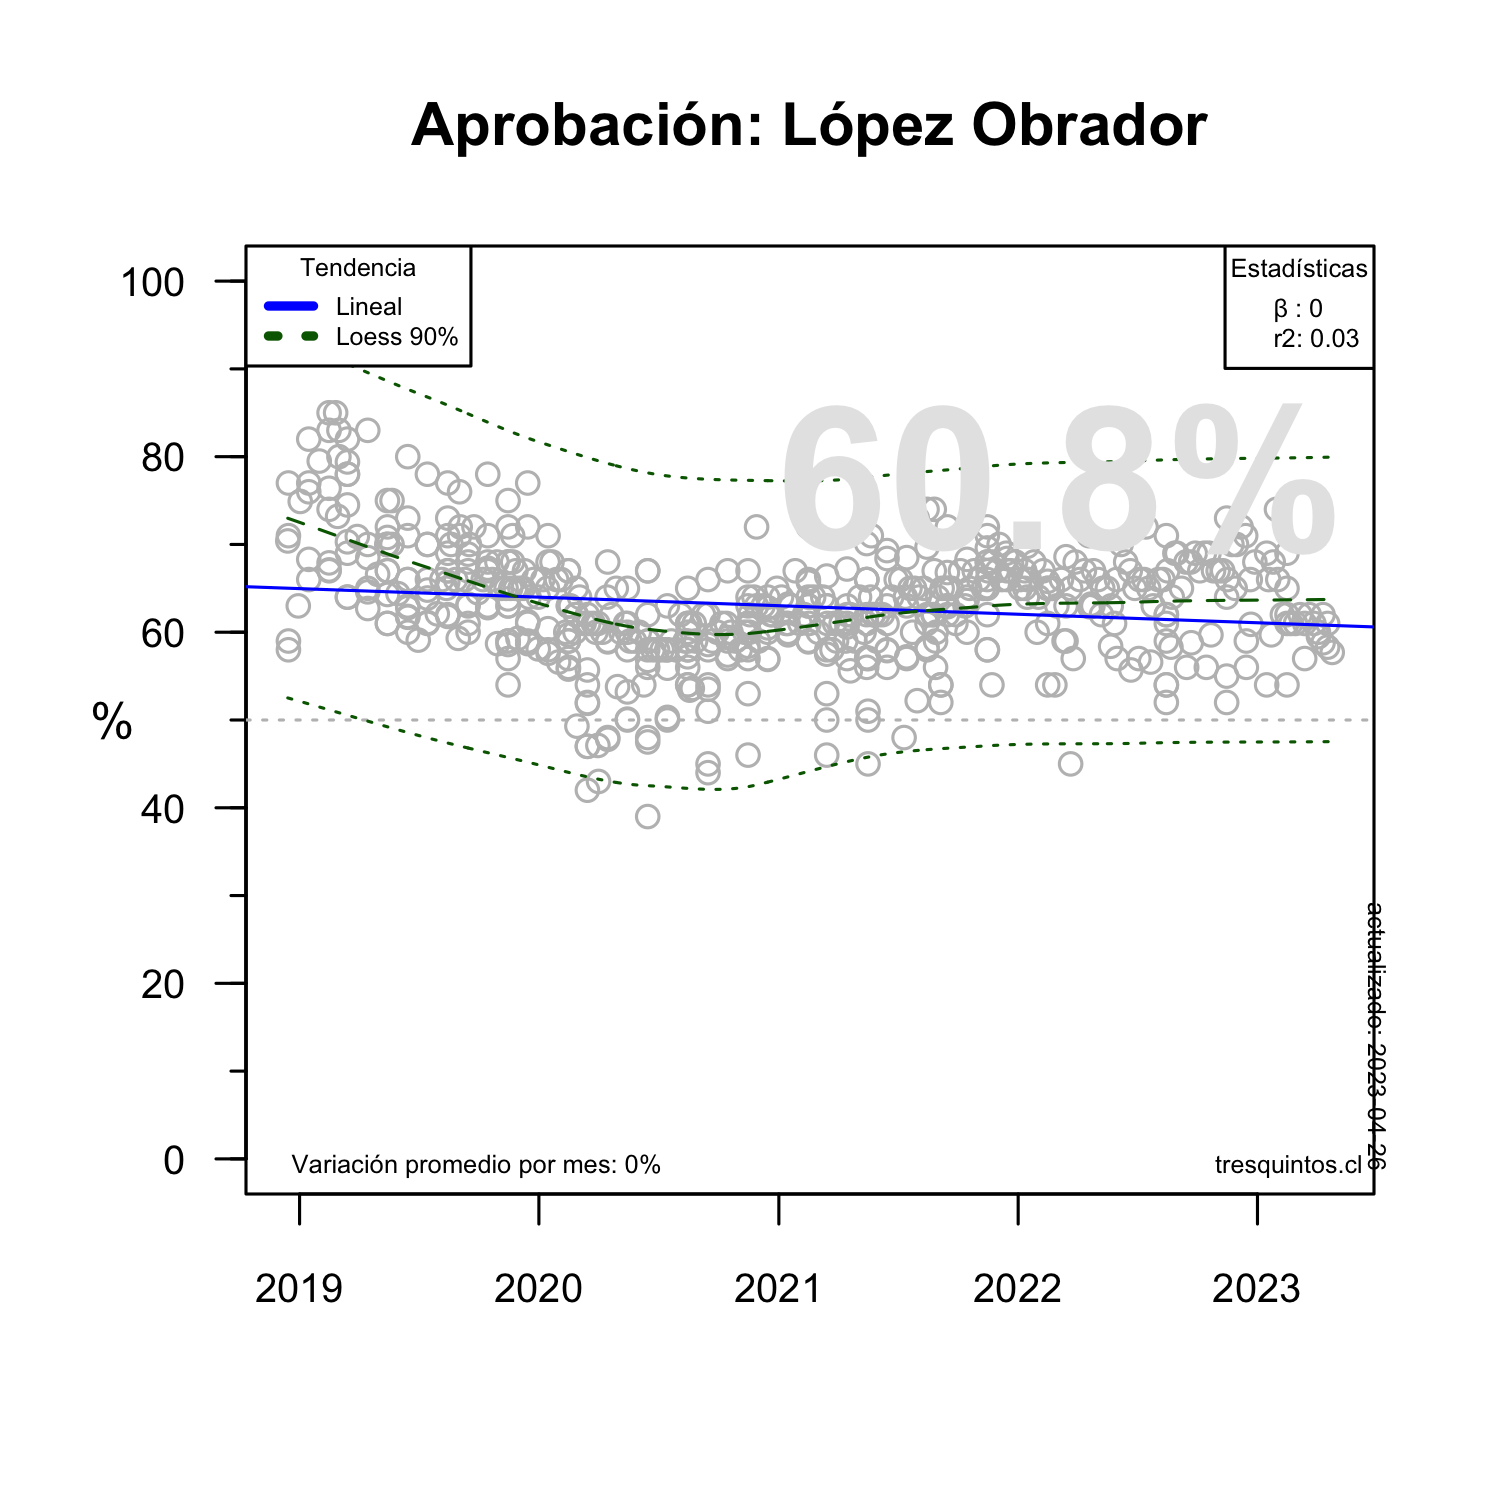 Aprobación: López Obrador
Tendencia
Lineal
Loess 90%
Estadísticas
β : 0
r2: 0.03
60.8%
100
80
60
40
20
0
%
actualizado: 2023-04-26
Variación promedio por mes: 0%
tresquintos.cl
2019
2020
2021
2022
2023